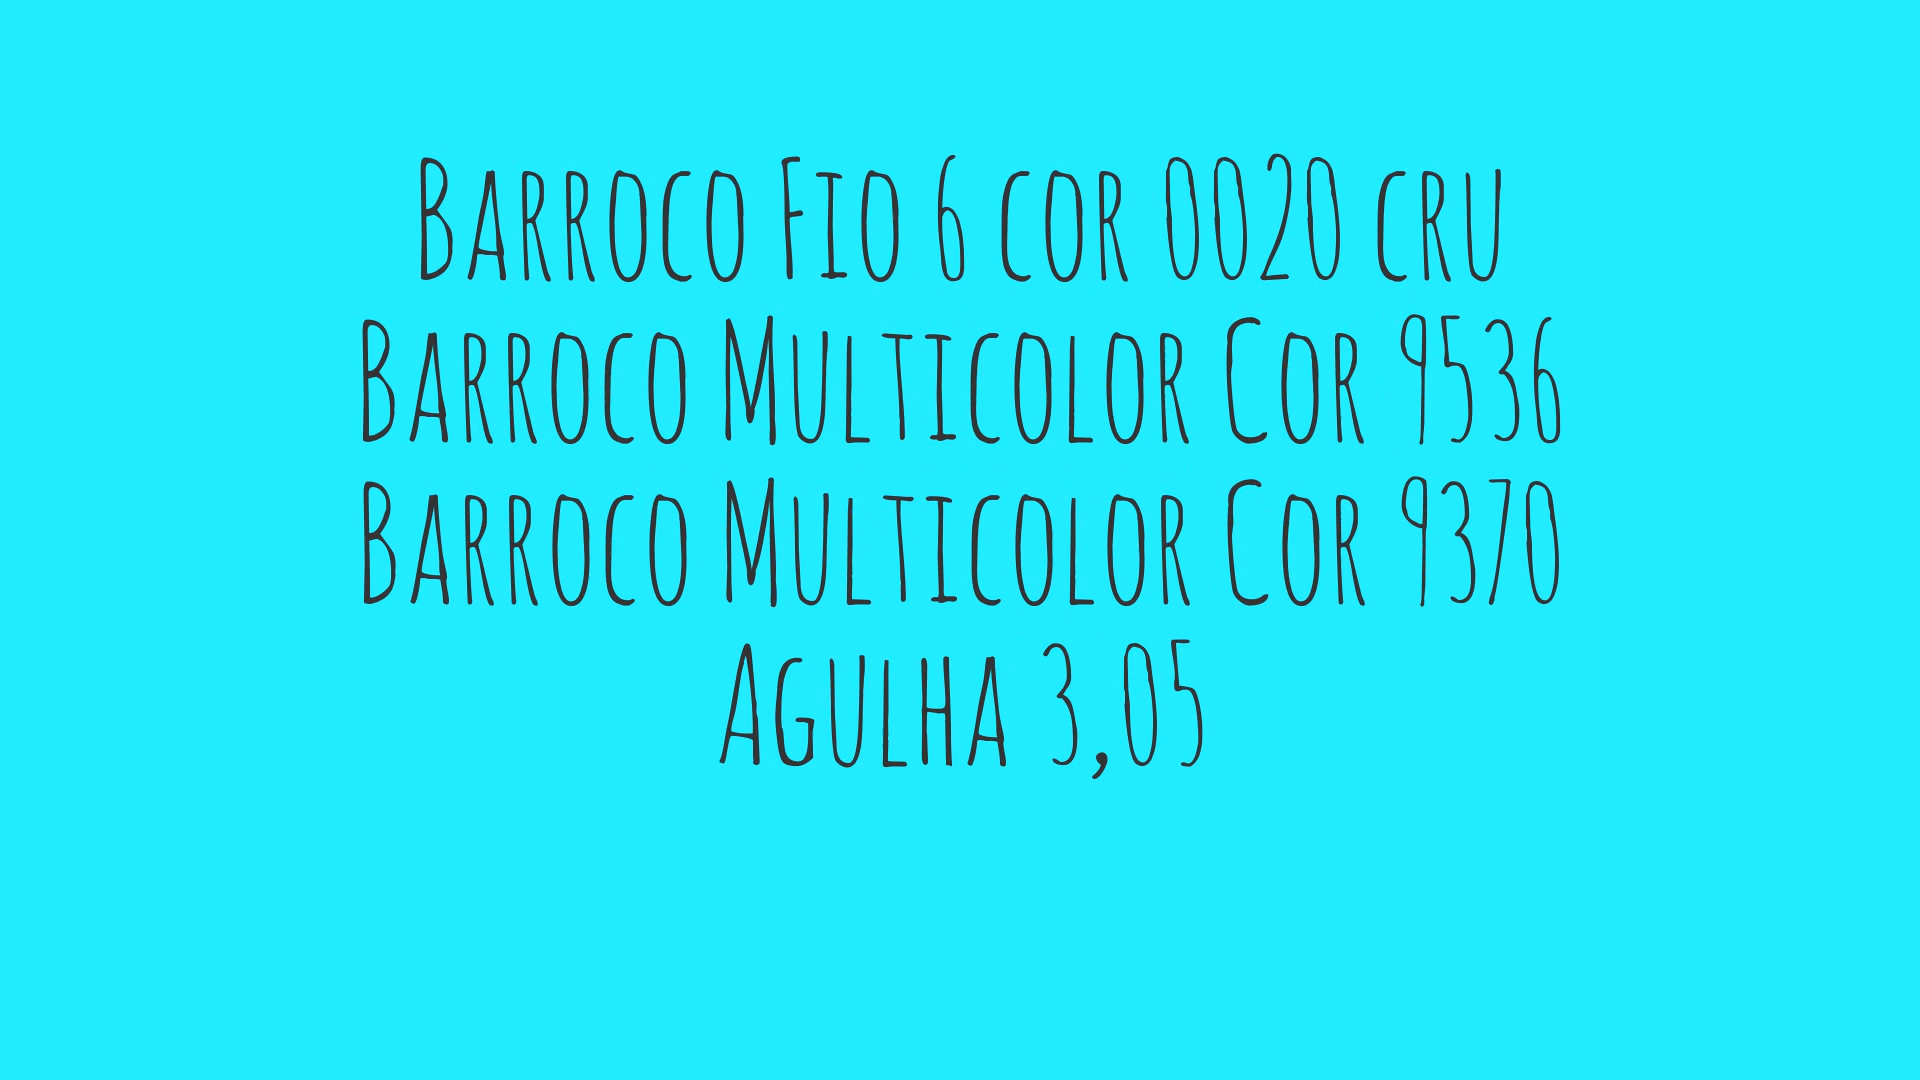 Barroco Fio 6 cor 0020 cru
Barroco Multicolor Cor 9536
Barroco Multicolor Cor 9370
Agulha 3,05